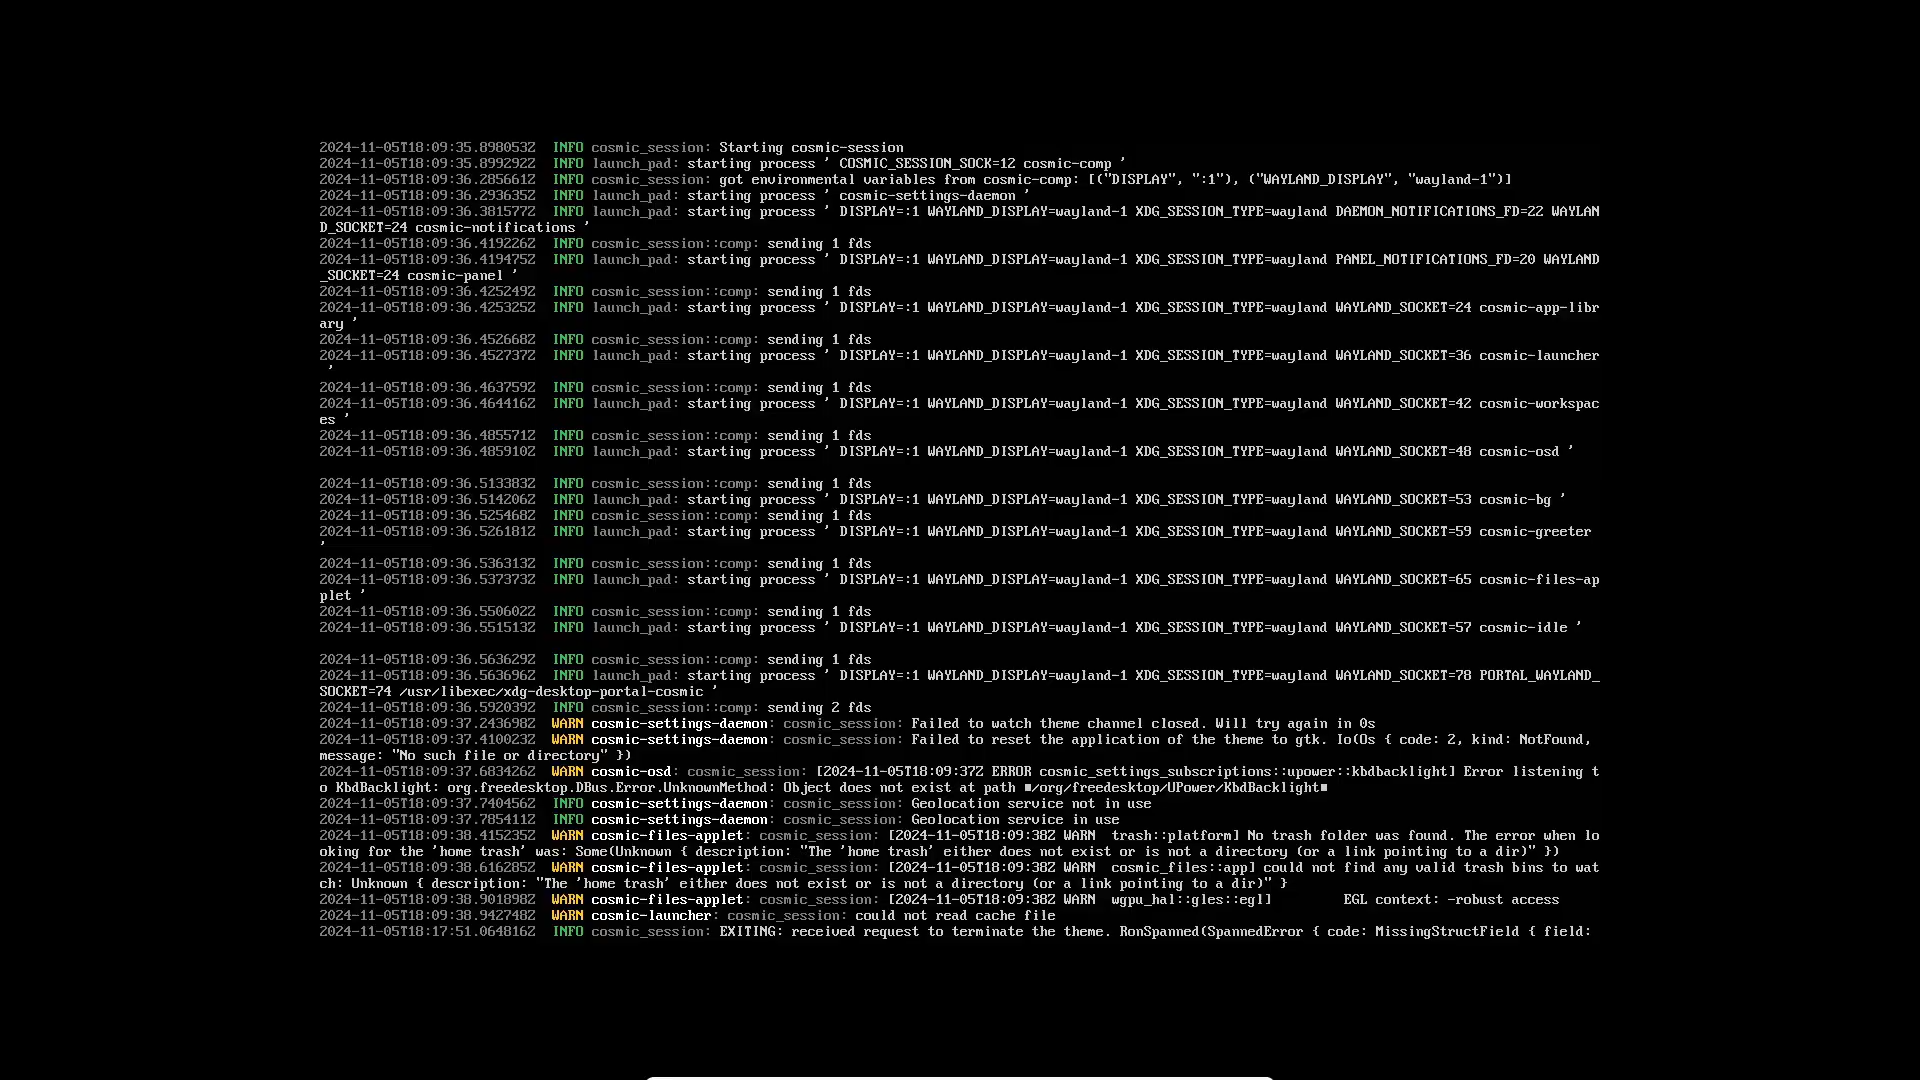 2024-11-05T18:09:35.898053Z  INFO cosmic_session: Starting cosmic-session
2024-11-05T18:09:35.899292Z  INFO launch_pad: starting process ' COSMIC_SESSION_SOCK=12 cosmic-comp '
2024-11-05T18:09:36.285661Z  INFO cosmic_session: got environmental variables from cosmic-comp: [("DISPLAY", ":1"), ("WAYLAND_DISPLAY", "wayland-1")]
2024-11-05T18:09:36.293635Z  INFO launch_pad: starting process ' cosmic-settings-daemon '
2024-11-05T18:09:36.381577Z  INFO launch_pad: starting process ' DISPLAY=:1 WAYLAND_DISPLAY=wayland-1 XDG_SESSION_TYPE=wayland DAEMON_NOTIFICATIONS_FD=22 WAYLAN
D_SOCKET=24 cosmic-notifications '
2024-11-05T18:09:36.419226Z  INFO cosmic_session::comp: sending 1 fds
2024-11-05T18:09:36.419475Z  INFO launch_pad: starting process ' DISPLAY=:1 WAYLAND_DISPLAY=wayland-1 XDG_SESSION_TYPE=wayland PANEL_NOTIFICATIONS_FD=20 WAYLAND
_SOCKET=24 cosmic-panel '
2024-11-05T18:09:36.425249Z  INFO cosmic_session::comp: sending 1 fds
2024-11-05T18:09:36.425325Z  INFO launch_pad: starting process ' DISPLAY=:1 WAYLAND_DISPLAY=wayland-1 XDG_SESSION_TYPE=wayland WAYLAND_SOCKET=24 cosmic-app-libr
ary '
2024-11-05T18:09:36.452668Z  INFO cosmic_session::comp: sending 1 fds
2024-11-05T18:09:36.452737Z  INFO launch_pad: starting process ' DISPLAY=:1 WAYLAND_DISPLAY=wayland-1 XDG_SESSION_TYPE=wayland WAYLAND_SOCKET=36 cosmic-launcher
'
2024-11-05T18:09:36.463759Z  INFO cosmic_session::comp: sending 1 fds
2024-11-05T18:09:36.464416Z  INFO launch_pad: starting process ' DISPLAY=:1 WAYLAND_DISPLAY=wayland-1 XDG_SESSION_TYPE=wayland WAYLAND_SOCKET=42 cosmic-workspac
es '
2024-11-05T18:09:36.485571Z  INFO cosmic_session::comp: sending 1 fds
2024-11-05T18:09:36.485910Z  INFO launch_pad: starting process ' DISPLAY=:1 WAYLAND_DISPLAY=wayland-1 XDG_SESSION_TYPE=wayland WAYLAND_SOCKET=48 cosmic-osd '
2024-11-05T18:09:36.513383Z  INFO cosmic_session::comp: sending 1 fds
2024-11-05T18:09:36.514206Z  INFO launch_pad: starting process ' DISPLAY=:1 WAYLAND_DISPLAY=wayland-1 XDG_SESSION_TYPE=wayland WAYLAND_SOCKET=53 cosmic-bg '
2024-11-05T18:09:36.525468Z  INFO cosmic_session::comp: sending 1 fds
2024-11-05T18:09:36.526181Z  INFO launch_pad: starting process ' DISPLAY=:1 WAYLAND_DISPLAY=wayland-1 XDG_SESSION_TYPE=wayland WAYLAND_SOCKET=59 cosmic-greeter
'
2024-11-05T18:09:36.536313Z  INFO cosmic_session::comp: sending 1 fds
2024-11-05T18:09:36.537373Z  INFO launch_pad: starting process ' DISPLAY=:1 WAYLAND_DISPLAY=wayland-1 XDG_SESSION_TYPE=wayland WAYLAND_SOCKET=65 cosmic-files-ap
plet '
2024-11-05T18:09:36.550602Z  INFO cosmic_session::comp: sending 1 fds
2024-11-05T18:09:36.551513Z  INFO launch_pad: starting process ' DISPLAY=:1 WAYLAND_DISPLAY=wayland-1 XDG_SESSION_TYPE=wayland WAYLAND_SOCKET=57 cosmic-idle '
2024-11-05T18:09:36.563629Z  INFO cosmic_session::comp: sending 1 fds
2024-11-05T18:09:36.563696Z  INFO launch_pad: starting process ' DISPLAY=:1 WAYLAND_DISPLAY=wayland-1 XDG_SESSION_TYPE=wayland WAYLAND_SOCKET=78 PORTAL_WAYLAND_
SOCKET=74 /usr/libexec/xdg-desktop-portal-cosmic '
2024-11-05T18:09:36.592039Z  INFO cosmic_session::comp: sending 2 fds
2024-11-05T18:09:37.243698Z  WARN cosmic-settings-daemon: cosmic_session: Failed to watch theme channel closed. Will try again in 0s
2024-11-05T18:09:37.410023Z  WARN cosmic-settings-daemon: cosmic_session: Failed to reset the application of the theme to gtk. Io(Os { code: 2, kind: NotFound,
message: "No such file or directory" })
2024-11-05T18:09:37.683426Z  WARN cosmic-osd: cosmic_session: [2024-11-05T18:09:37Z ERROR cosmic_settings_subscriptions::upower::kbdbacklight] Error listening t
o KbdBacklight: org.freedesktop.DBus.Error.UnknownMethod: Object does not exist at path ■/org/freedesktop/UPower/KbdBacklight■
2024-11-05T18:09:37.740456Z  INFO cosmic-settings-daemon: cosmic_session: Geolocation service not in use
2024-11-05T18:09:37.785411Z  INFO cosmic-settings-daemon: cosmic_session: Geolocation service in use
2024-11-05T18:09:38.415235Z  WARN cosmic-files-applet: cosmic_session: [2024-11-05T18:09:38Z WARN  trash::platform] No trash folder was found. The error when lo
oking for the 'home trash' was: Some(Unknown { description: "The 'home trash' either does not exist or is not a directory (or a link pointing to a dir)" })
2024-11-05T18:09:38.616285Z  WARN cosmic-files-applet: cosmic_session: [2024-11-05T18:09:38Z WARN  cosmic_files::app] could not find any valid trash bins to wat
ch: Unknown { description: "The 'home trash' either does not exist or is not a directory (or a link pointing to a dir)" }
2024-11-05T18:09:38.901898Z  WARN cosmic-files-applet: cosmic_session: [2024-11-05T18:09:38Z WARN  wgpu_hal::gles::egl]         EGL context: -robust access
2024-11-05T18:09:38.942748Z  WARN cosmic-launcher: cosmic_session: could not read cache file
2024-11-05T18:17:51.064816Z  INFO cosmic_session: EXITING: received request to terminate the theme. RonSpanned(SpannedError { code: MissingStructField { field: